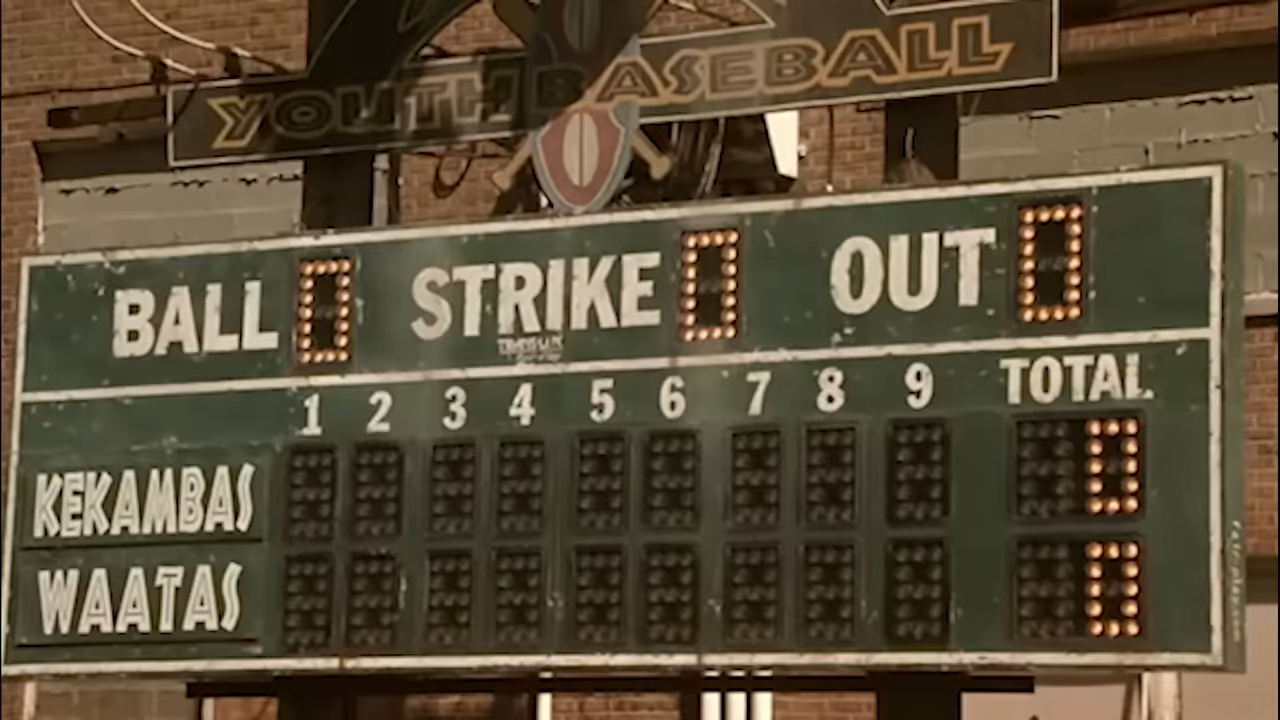 YOUTH BASEBALL
BALL 0 STRIKE 0 OUT 0
1 2 3 4 5 6 7 8 9 TOTAL
KEKAMBAS 0
WAATAS 0